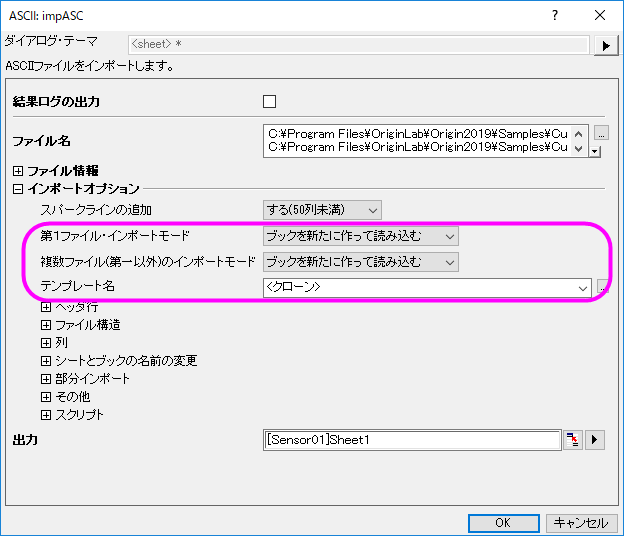 ASCII: impASC
? ×
ダイアログ・テーマ <sheet> *
ASCIIファイルをインポートします。
結果ログの出力
ファイル名 C:¥Program Files¥OriginLab¥Origin2019¥Samples¥Cu
C:¥Program Files¥OriginLab¥Origin2019¥Samples¥Cu
...
ファイル情報
インポートオプション
スパークラインの追加 する(50列未満)
第1ファイル・インポートモード ブックを新たに作って読み込む
複数ファイル(第一以外)のインポートモード ブックを新たに作って読み込む
テンプレート名 <クローン>
ヘッダ行
ファイル構造
列
シートとブックの名前の変更
部分インポート
その他
スクリプト
出力 [Sensor01]Sheet1
OK キャンセル